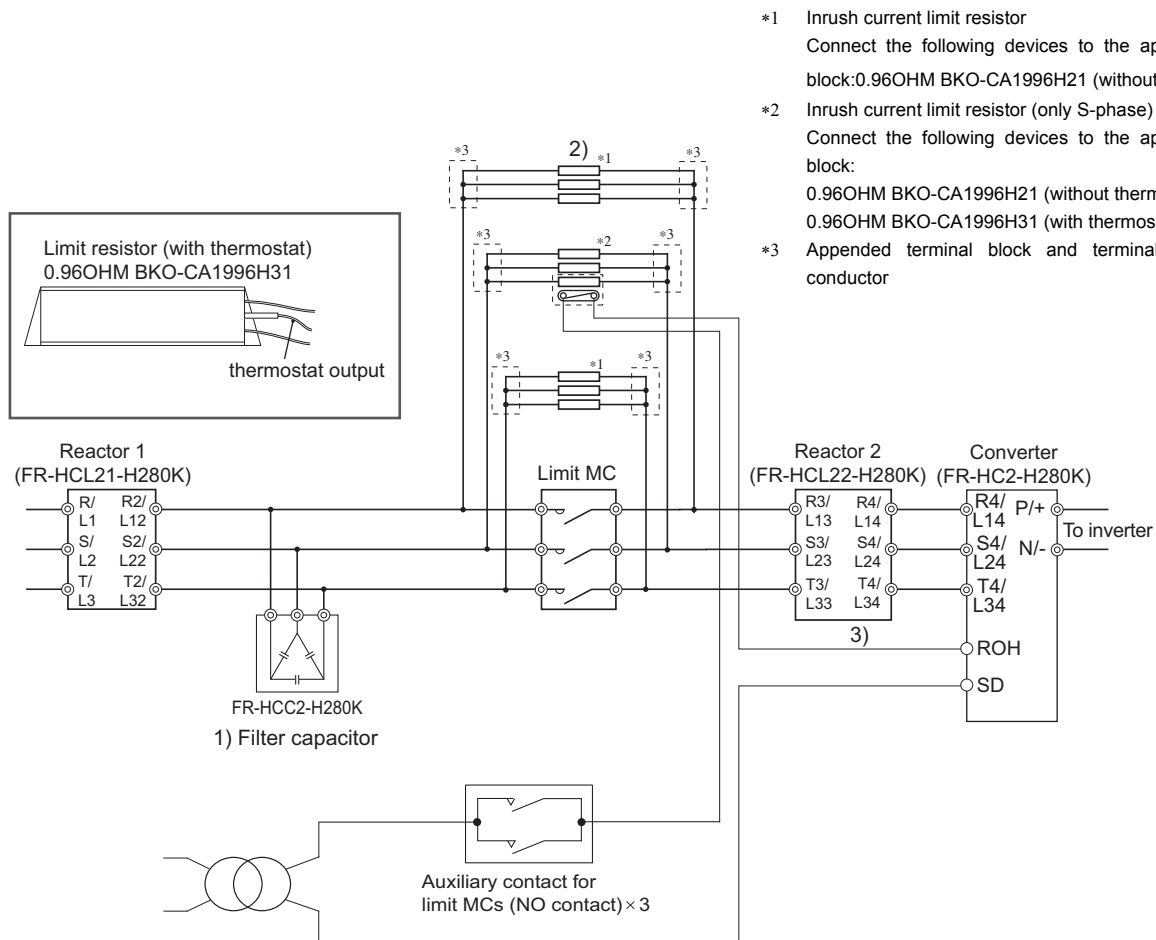 *1 Inrush current limit resistor
Connect the following devices to the
block:0.96OHM BKO-CA1996H21
*2 Inrush current limit resistor (only S-phase)
Connect the following devices to the
block:
0.96OHM BKO-CA1996H21 (without
0.96OHM BKO-CA1996H31 (with
*3 Appended terminal block and terminal
conductor
*3
2)
*1
*3
*3
*2
*3
*3
*1
*3
Limit resistor (with thermostat)
0.96OHM BKO-CA1996H31
thermostat output
Reactor 1
(FR-HCL21-H280K)
R/
L1
R2/
L12
S/
L2
S2/
L22
T/
L3
T2/
L32
Limit MC
Reactor 2
(FR-HCL22-H280K)
R3/
L13
R4/
L14
S3/
L23
S4/
L24
T3/
L33
T4/
L34
3)
Converter
(FR-HC2-H280K)
R4/
L14
P/+
S4/
L24
N/-
T4/
L34
ROH
SD
To inverter
FR-HCC2-H280K
1) Filter capacitor
Auxiliary contact for
limit MCs (NO contact)×3